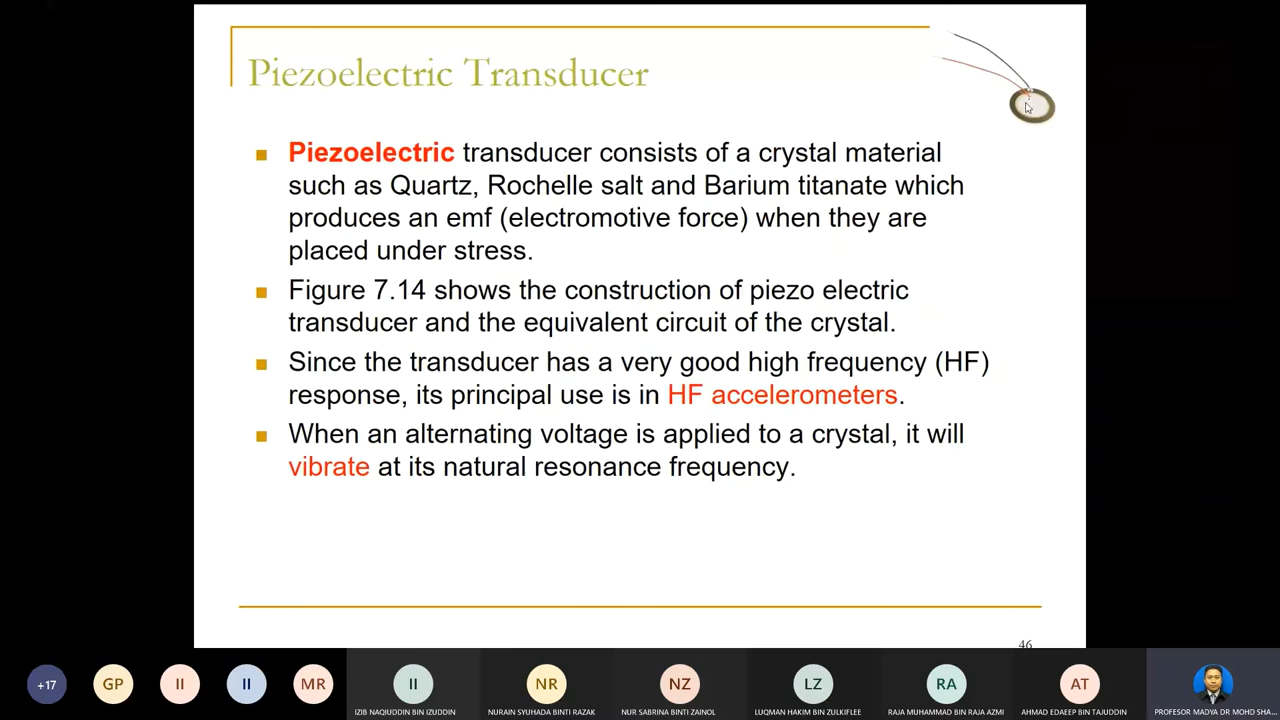 Piezoelectric Transducer
Piezoelectric transducer consists of a crystal material
such as Quartz, Rochelle salt and Barium titanate which
produces an emf (electromotive force) when they are
placed under stress.
Figure 7.14 shows the construction of piezo electric
transducer and the equivalent circuit of the crystal.
Since the transducer has a very good high frequency (HF)
response, its principal use is in HF accelerometers.
When an alternating voltage is applied to a crystal, it will
vibrate at its natural resonance frequency.
46
+17 GP II II MR II NR NZ LZ RA AT
IZIB NAQIUDDIN BIN IZUDDIN NURAIN SYUHADA BINTI RAZAK NUR SABRINA BINTI ZAINOL LUQMAN HAKIM BIN ZULKIFLEE RAJA MUHAMMAD BIN RAJA AZMI AHMAD EDAEEP BIN TAJUDDIN PROFESOR MADYA DR MOHD SHA...